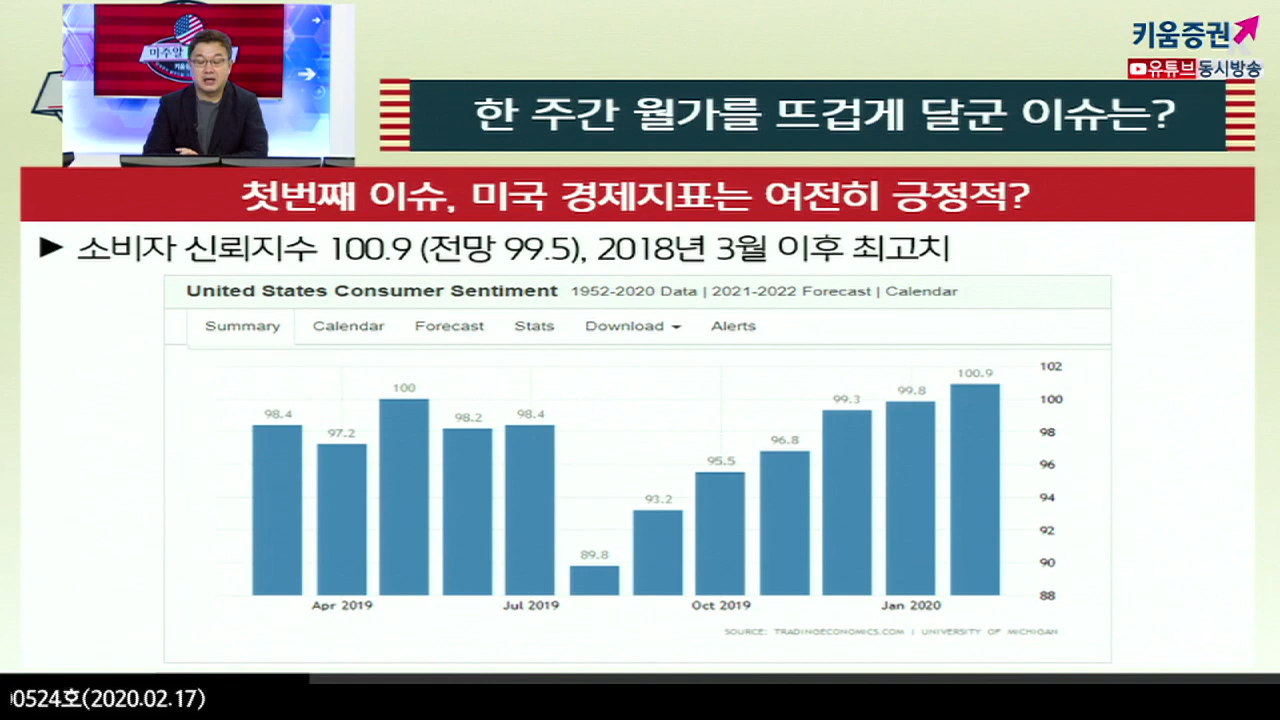 미주알
키움증권
유튜브동시방송
한 주간 월가를 뜨겁게 달군 이슈는?
첫번째 이슈, 미국 경제지표는 여전히 긍정적?
▶ 소비자 신뢰지수 100.9 (전망 99.5), 2018년 3월 이후 최고치
United States Consumer Sentiment 1952-2020 Data | 2021-2022 Forecast | Calendar
Summary Calendar Forecast Stats Download Alerts
98.4 97.2 100 98.2 98.4 89.8 93.2 95.5 96.8 99.3 99.8 100.9
102
100
98
96
94
92
90
88
Apr 2019 Jul 2019 Oct 2019 Jan 2020
SOURCE: TRADINGECONOMICS.COM | UNIVERSITY OF MICHIGAN
0524호(2020.02.17)